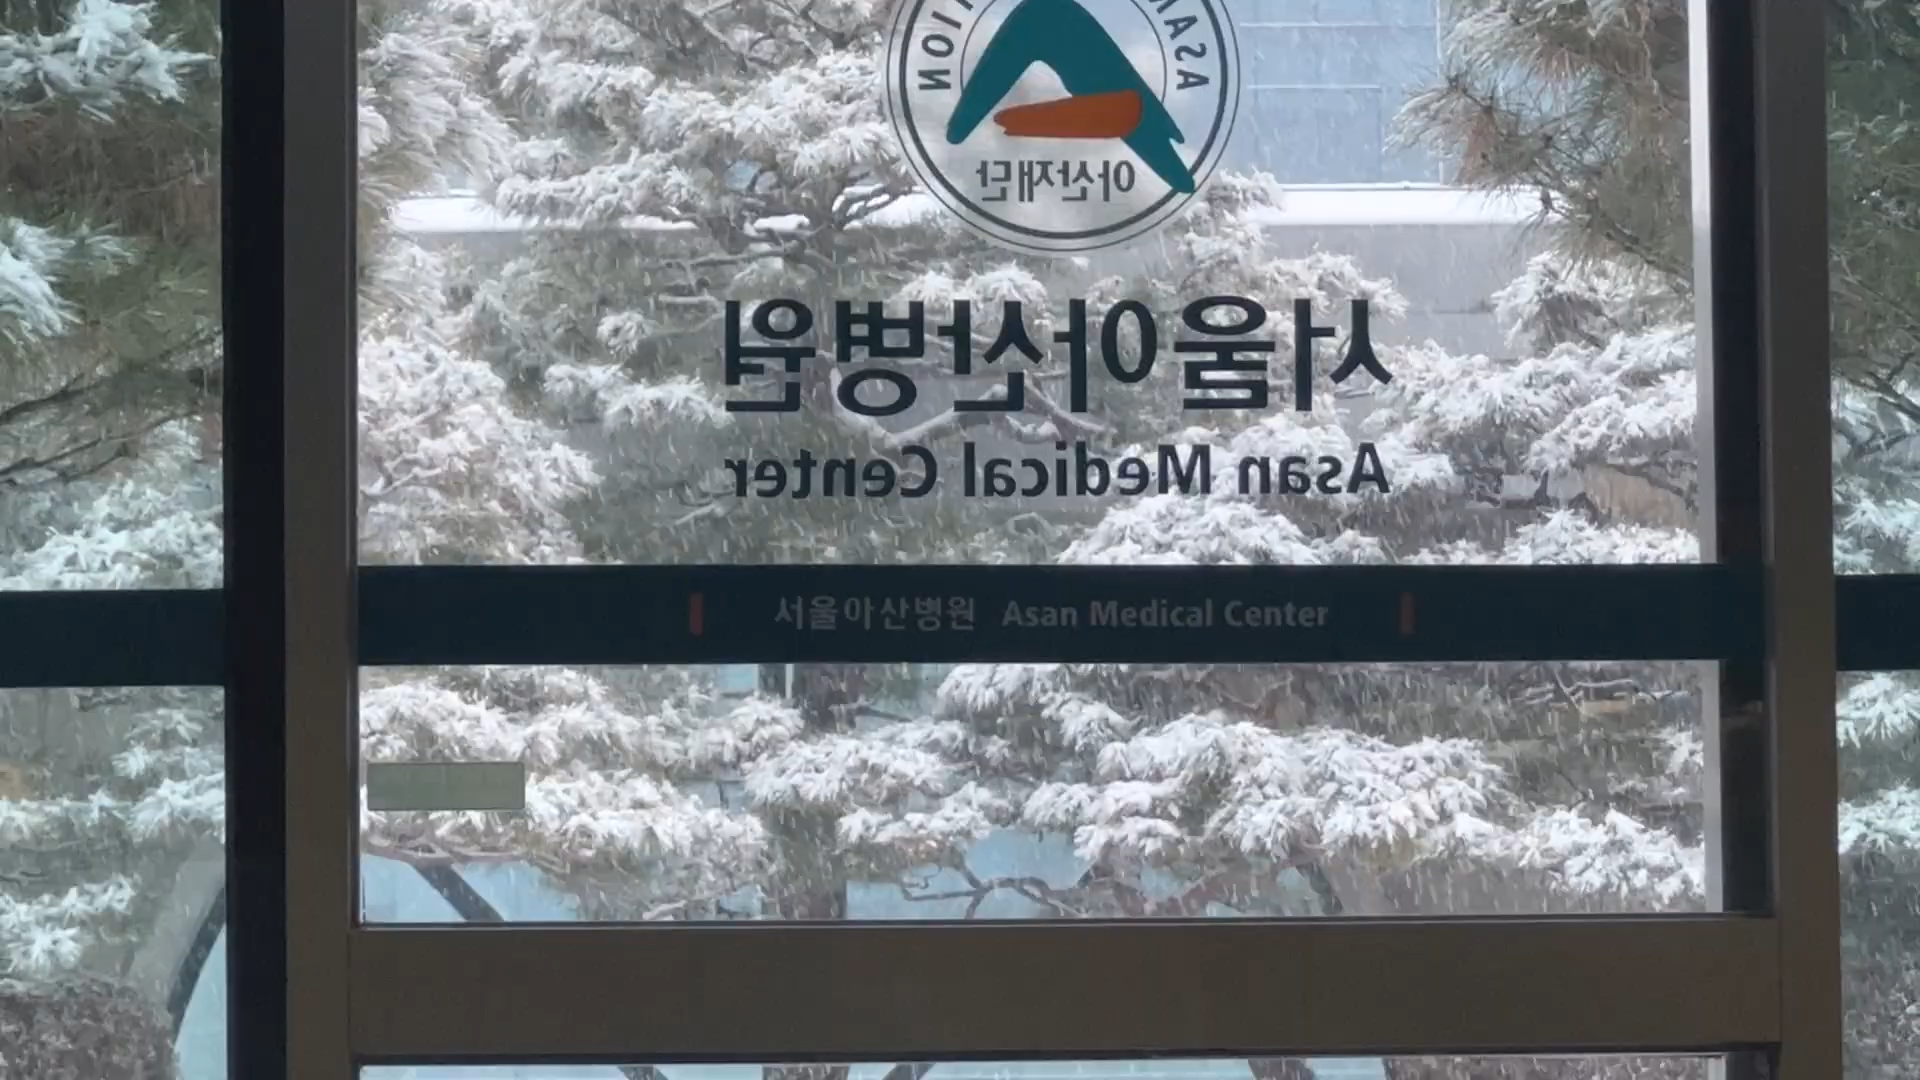 ASAN
TION
아산재단
서울아산병원
Asan Medical Center
서울아산병원 Asan Medical Center